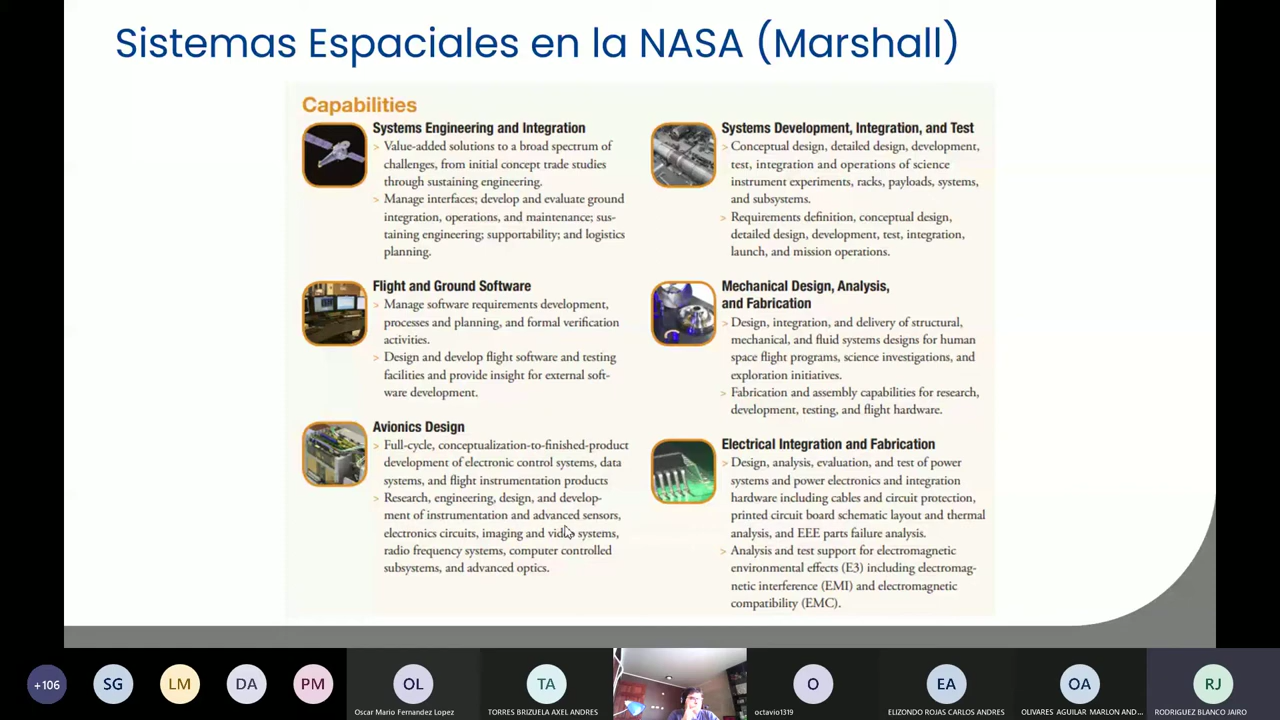 Sistemas Espaciales en la NASA (Marshall)
Capabilities
Systems Engineering and Integration
> Value-added solutions to a broad spectrum of
challenges, from initial concept trade studies
through sustaining engineering.
> Manage interfaces; develop and evaluate ground
integration, operations, and maintenance; sus-
taining engineering; supportability; and logistics
planning.
Flight and Ground Software
> Manage software requirements development,
processes and planning, and formal verification
activities.
> Design and develop flight software and testing
facilities and provide insight for external soft-
ware development.
Avionics Design
> Full-cycle, conceptualization-to-finished-product
development of electronic control systems, data
systems, and flight instrumentation products
> Research, engineering, design, and develop-
ment of instrumentation and advanced sensors,
electronics circuits, imaging and video systems,
radio frequency systems, computer controlled
subsystems, and advanced optics.
Systems Development, Integration, and Test
> Conceptual design, detailed design, development,
test, integration and operations of science
instrument experiments, racks, payloads, systems,
and subsystems.
> Requirements definition, conceptual design,
detailed design, development, test, integration,
launch, and mission operations.
Mechanical Design, Analysis,
and Fabrication
> Design, integration, and delivery of structural,
mechanical, and fluid systems designs for human
space flight programs, science investigations, and
exploration initiatives.
> Fabrication and assembly capabilities for research,
development, testing, and flight hardware.
Electrical Integration and Fabrication
> Design, analysis, evaluation, and test of power
systems and power electronics and integration
hardware including cables and circuit protection,
printed circuit board schematic layout and thermal
analysis, and EEE parts failure analysis.
> Analysis and test support for electromagnetic
environmental effects (E3) including electromag-
netic interference (EMI) and electromagnetic
compatibility (EMC).
+106
SG
LM
DA
PM
OL
Oscar Mario Fernandez Lopez
TA
TORRES BRIZUELA AXEL ANDRES
O
octavio1319
EA
ELIZONDO ROJAS CARLOS ANDRES
OA
OLIVARES AGUILAR MARLON AND...
RJ
RODRIGUEZ BLANCO JAIRO